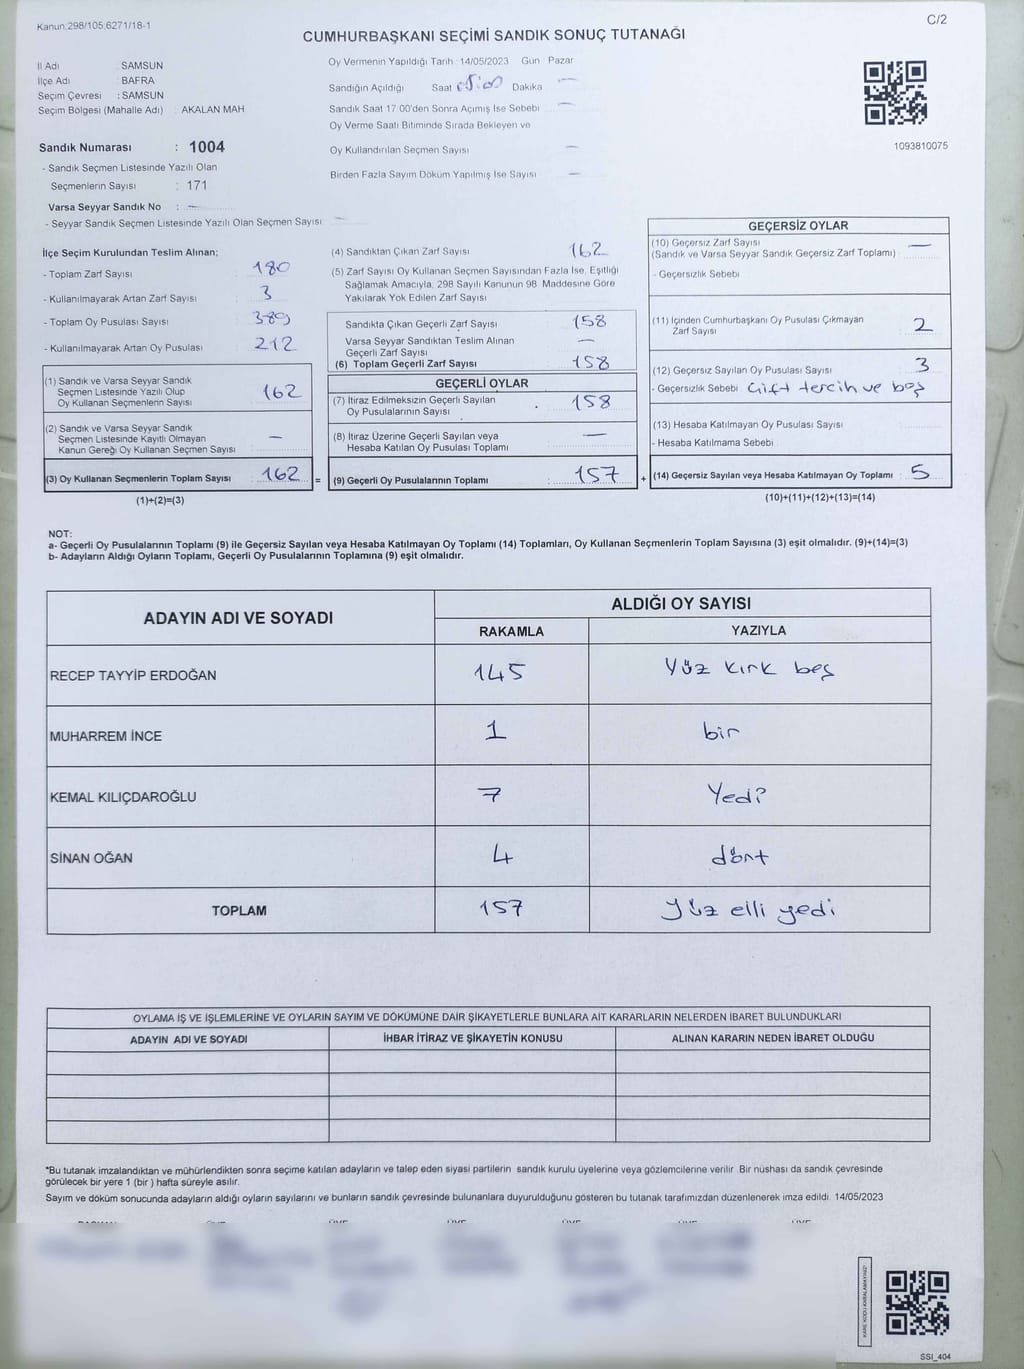 Kanun:298/105;6271/18-1
C/2
CUMHURBAŞKANI SEÇİMİ SANDIK SONUÇ TUTANAĞI
İl Adı : SAMSUN
İlçe Adı : BAFRA
Seçim Çevresi : SAMSUN
Seçim Bölgesi (Mahalle Adı) : AKALAN MAH
Sandık Numarası : 1004
- Sandık Seçmen Listesinde Yazılı Olan
Seçmenlerin Sayısı : 171
Varsa Seyyar Sandık No : —
- Seyyar Sandık Seçmen Listesinde Yazılı Olan Seçmen Sayısı: —
Oy Vermenin Yapıldığı Tarih :14/05/2023 Gün Pazar
Sandığın Açıldığı Saat Dakika —
Sandık Saat 17:00'den Sonra Açımış İse Sebebi —
Oy Verme Saati Bitiminde Sırada Bekleyen ve
Oy Kullandırılan Seçmen Sayısı —
Birden Fazla Sayım Döküm Yapılmış İse Sayısı —
1093810075
İlçe Seçim Kurulundan Teslim Alınan;
- Toplam Zarf Sayısı : 180
- Kullanılmayarak Artan Zarf Sayısı : 3
- Toplam Oy Pusulası Sayısı :
- Kullanılmayarak Artan Oy Pusulası : 212
(1) Sandık ve Varsa Seyyar Sandık
Seçmen Listesinde Yazılı Olup
Oy Kullanan Seçmenlerin Sayısı : 162
(2) Sandık ve Varsa Seyyar Sandık
Seçmen Listesinde Kayıtlı Olmayan
Kanun Gereği Oy Kullanan Seçmen Sayısı : —
(3) Oy Kullanan Seçmenlerin Toplam Sayısı : 162 =
(1)+(2)=(3)
(4) Sandıktan Çıkan Zarf Sayısı 162
(5) Zarf Sayısı Oy Kullanan Seçmen Sayısından Fazla İse, Eşitliği
Sağlamak Amacıyla, 298 Sayılı Kanunun 98. Maddesine Göre
Yakılarak Yok Edilen Zarf Sayısı
Sandıkta Çıkan Geçerli Zarf Sayısı 158
Varsa Seyyar Sandıktan Teslim Alınan
Geçerli Zarf Sayısı —
(6) Toplam Geçerli Zarf Sayısı 158
GEÇERLİ OYLAR
(7) İtiraz Edilmeksizin Geçerli Sayılan
Oy Pusulalarının Sayısı . 158
(8) İtiraz Üzerine Geçerli Sayılan veya
Hesaba Katılan Oy Pusulası Toplamı —
(9) Geçerli Oy Pusulalarının Toplamı : 157 +
GEÇERSİZ OYLAR
(10) Geçersiz Zarf Sayısı —
(Sandık ve Varsa Seyyar Sandık Geçersiz Zarf Toplamı)
- Geçersizlik Sebebi
(11) İçinden Cumhurbaşkanı Oy Pusulası Çıkmayan
Zarf Sayısı 2
(12) Geçersiz Sayılan Oy Pusulası Sayısı 3
- Geçersizlik Sebebi Çift tercih ve boş
(13) Hesaba Katılmayan Oy Pusulası Sayısı
- Hesaba Katılmama Sebebi
(14) Geçersiz Sayılan veya Hesaba Katılmayan Oy Toplamı : 5
(10)+(11)+(12)+(13)=(14)
NOT:
a- Geçerli Oy Pusulalarının Toplamı (9) ile Geçersiz Sayılan veya Hesaba Katılmayan Oy Toplamı (14) Toplamları, Oy Kullanan Seçmenlerin Toplam Sayısına (3) eşit olmalıdır. (9)+(14)=(3)
b- Adayların Aldığı Oyların Toplamı, Geçerli Oy Pusulalarının Toplamına (9) eşit olmalıdır.
ADAYIN ADI VE SOYADI
ALDIĞI OY SAYISI
RAKAMLA YAZIYLA
RECEP TAYYİP ERDOĞAN 145 Yüz kırk beş
MUHARREM İNCE 1 bir
KEMAL KILIÇDAROĞLU 7 Yedi
SİNAN OĞAN 4 dört
TOPLAM 157 Yüz elli yedi
OYLAMA İŞ VE İŞLEMLERİNE VE OYLARIN SAYIM VE DÖKÜMÜNE DAİR ŞİKAYETLERLE BUNLARA AİT KARARLARIN NELERDEN İBARET BULUNDUKLARI
ADAYIN ADI VE SOYADI İHBAR İTİRAZ VE ŞİKAYETİN KONUSU ALINAN KARARIN NEDEN İBARET OLDUĞU
*Bu tutanak imzalandıktan ve mühürlendikten sonra seçime katılan adayların ve talep eden siyasi partilerin sandık kurulu üyelerine veya gözlemcilerine verilir. Bir nüshası da sandık çevresinde
görülecek bir yere 1 (bir ) hafta süreyle asılır.
Sayım ve döküm sonucunda adayların aldığı oyların sayılarını ve bunların sandık çevresinde bulunanlara duyurulduğunu gösteren bu tutanak tarafımızdan düzenlenerek imza edildi. 14/05/2023
KARE KODU KARALAMAYINIZ!
SSI_404